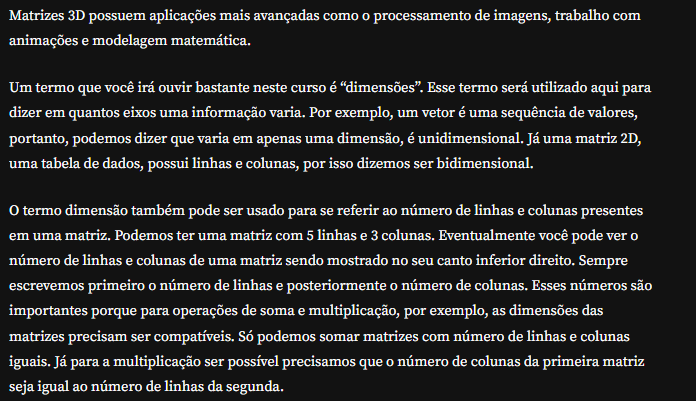 Matrizes 3D possuem aplicações mais avançadas como o processamento de imagens, trabalho com
animações e modelagem matemática.
Um termo que você irá ouvir bastante neste curso é “dimensões”. Esse termo será utilizado aqui para
dizer em quantos eixos uma informação varia. Por exemplo, um vetor é uma sequência de valores,
portanto, podemos dizer que varia em apenas uma dimensão, é unidimensional. Já uma matriz 2D,
uma tabela de dados, possui linhas e colunas, por isso dizemos ser bidimensional.
O termo dimensão também pode ser usado para se referir ao número de linhas e colunas presentes
em uma matriz. Podemos ter uma matriz com 5 linhas e 3 colunas. Eventualmente você pode ver o
número de linhas e colunas de uma matriz sendo mostrado no seu canto inferior direito. Sempre
escrevemos primeiro o número de linhas e posteriormente o número de colunas. Esses números são
importantes porque para operações de soma e multiplicação, por exemplo, as dimensões das
matrizes precisam ser compatíveis. Só podemos somar matrizes com número de linhas e colunas
iguais. Já para a multiplicação ser possível precisamos que o número de colunas da primeira matriz
seja igual ao número de linhas da segunda.